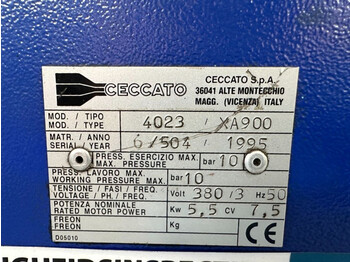 CECCATO
CECCATO S.p.A.
36041 ALTE MONTECCHIO
MAGG. (VICENZA) ITALY
MOD. / TIPO
MOD. / TYPE
4023 / XA900
MATR. / ANNO
SERIAL / YEAR
6/504 / 1995
PRESS. ESERCIZIO MAX.
MAX. PRESSURE
bar 10
PRESS. LAVORO MAX.
WORKING PRESSURE MAX.
bar 10
TENSIONE / FASI / FREQ.
VOLTAGE / PH. / FREQ.
Volt 380/3 Hz 50
POTENZA NOMINALE
RATED MOTOR POWER
Kw 5,5 CV 7,5
FREON
FREON
Kg
CE
D05010